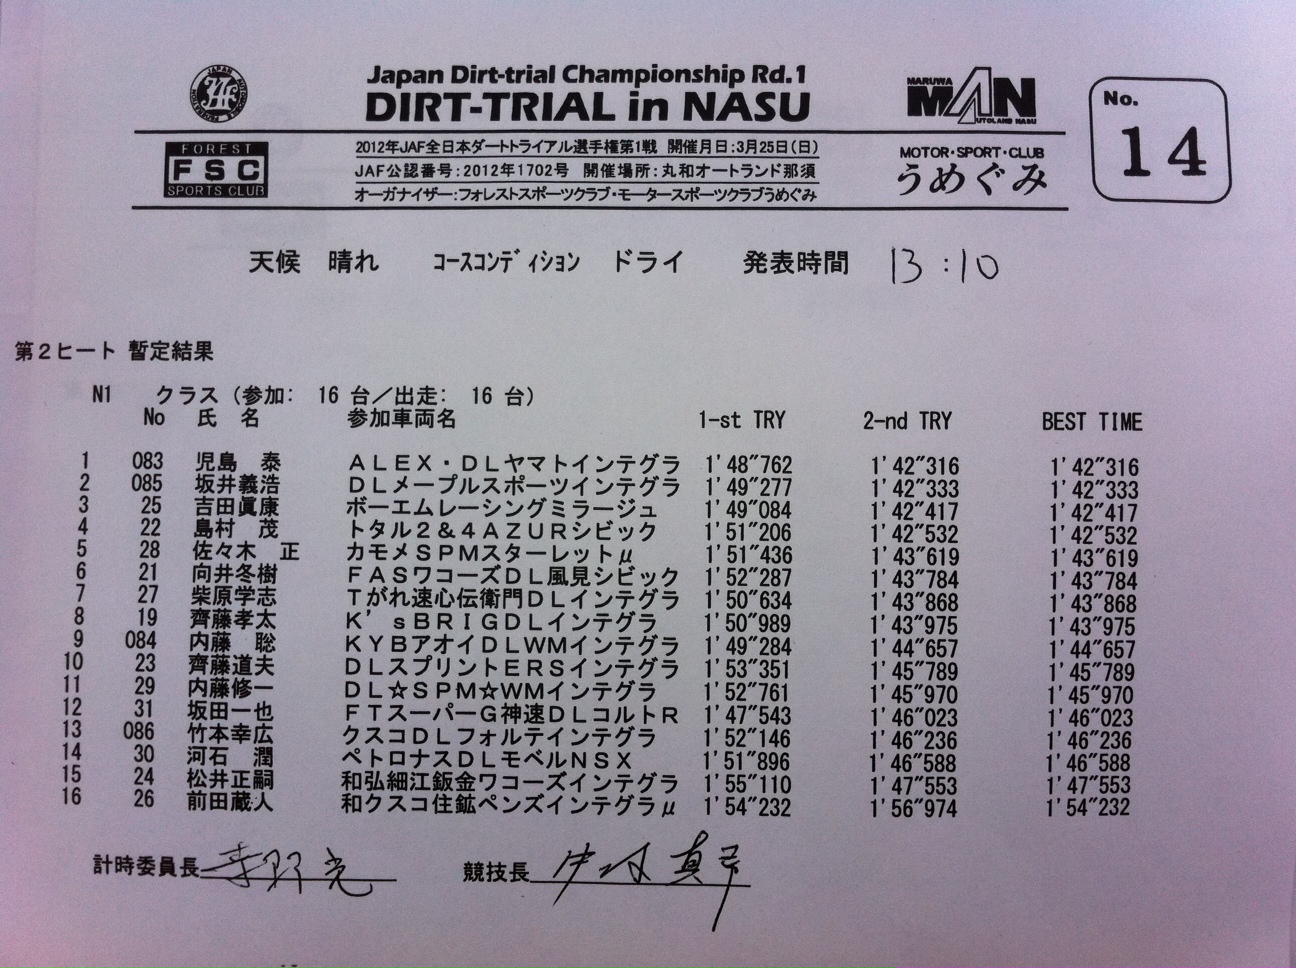 Japan Dirt-trial Championship Rd.1
DIRT-TRIAL in NASU
2012年JAF全日本ダートトライアル選手権第1戦 開催月日:3月25日(日)
JAF公認番号:2012年1702号 開催場所:丸和オートランド那須
オーガナイザー:フォレストスポーツクラブ・モータースポーツクラブうめぐみ
FOREST
FSC
SPORTS CLUB
MARUWA
MAN
AUTOLAND NASU
MOTOR・SPORT・CLUB
うめぐみ
No.
14
天候 晴れ コースコンディション ドライ 発表時間 13:10
第2ヒート 暫定結果
N1 クラス (参加: 16 台/出走: 16 台)
No 氏 名 参加車両名 1-st TRY 2-nd TRY BEST TIME
1 083 児島 泰 ALEX・DLヤマトインテグラ 1'48"762 1'42"316 1'42"316
2 085 坂井義浩 DLメープルスポーツインテグラ 1'49"277 1'42"333 1'42"333
3 25 吉田眞康 ボーエムレーシングミラージュ 1'49"084 1'42"417 1'42"417
4 22 島村 茂 トタル2&4AZURシビック 1'51"206 1'42"532 1'42"532
5 28 佐々木 正 カモメSPMスターレットμ 1'51"436 1'43"619 1'43"619
6 21 向井冬樹 FASワコーズDL風見シビック 1'52"287 1'43"784 1'43"784
7 27 柴原学志 Tがれ速心伝衛門DLインテグラ 1'50"634 1'43"868 1'43"868
8 19 齊藤孝太 K'sBRIGDLインテグラ 1'50"989 1'43"975 1'43"975
9 084 内藤 聡 KYBアオイDLWMインテグラ 1'49"284 1'44"657 1'44"657
10 23 齊藤道夫 DLスプリントERSインテグラ 1'53"351 1'45"789 1'45"789
11 29 内藤修一 DL☆SPM☆WMインテグラ 1'52"761 1'45"970 1'45"970
12 31 坂田一也 FTスーパーG神速DLコルトR 1'47"543 1'46"023 1'46"023
13 086 竹本幸広 クスコDLフォルテインテグラ 1'52"146 1'46"236 1'46"236
14 30 河石 潤 ペトロナスDLモベルNSX 1'51"896 1'46"588 1'46"588
15 24 松井正嗣 和弘細江鈑金ワコーズインテグラ 1'55"110 1'47"553 1'47"553
16 26 前田蔵人 和クスコ住鉱ペンズインテグラμ 1'54"232 1'56"974 1'54"232
計時委員長 競技長